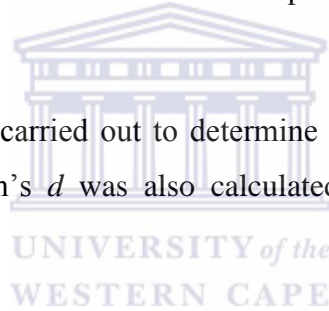 carried out to determine
n's d was also calculated
UNIVERSITY of the
WESTERN CAPE